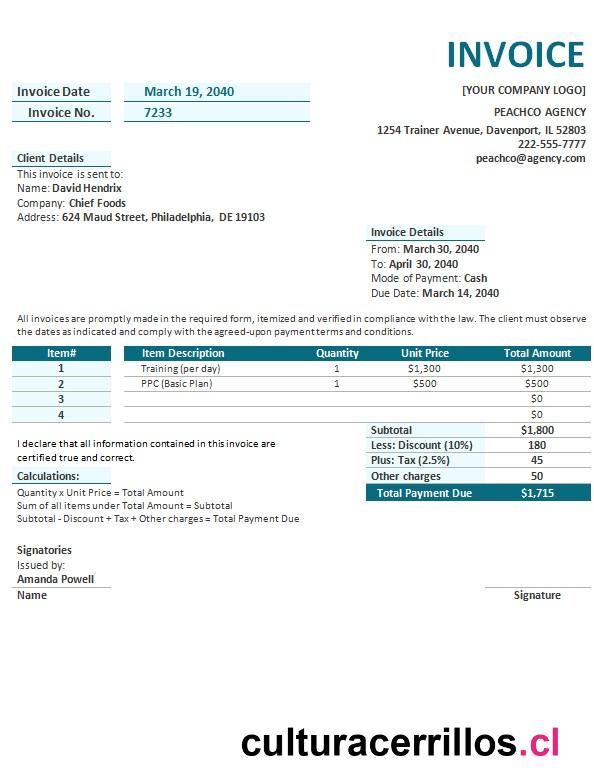 INVOICE
Invoice Date March 19, 2040
Invoice No. 7233
[YOUR COMPANY LOGO]
PEACHCO AGENCY
1254 Trainer Avenue, Davenport, IL 52803
222-555-7777
peachco@agency.com
Client Details
This invoice is sent to:
Name: David Hendrix
Company: Chief Foods
Address: 624 Maud Street, Philadelphia, DE 19103
Invoice Details
From: March 30, 2040
To: April 30, 2040
Mode of Payment: Cash
Due Date: March 14, 2040
All invoices are promptly made in the required form, itemized and verified in compliance with the law. The client must observe
the dates as indicated and comply with the agreed-upon payment terms and conditions.
Item# Item Description Quantity Unit Price Total Amount
1 Training (per day) 1 $1,300 $1,300
2 PPC (Basic Plan) 1 $500 $500
3 $0
4 $0
Subtotal $1,800
Less: Discount (10%) 180
Plus: Tax (2.5%) 45
Other charges 50
Total Payment Due $1,715
I declare that all information contained in this invoice are
certified true and correct.
Calculations:
Quantity x Unit Price = Total Amount
Sum of all items under Total Amount = Subtotal
Subtotal - Discount + Tax + Other charges = Total Payment Due
Signatories
Issued by:
Amanda Powell
Name Signature
culturacerrillos.cl